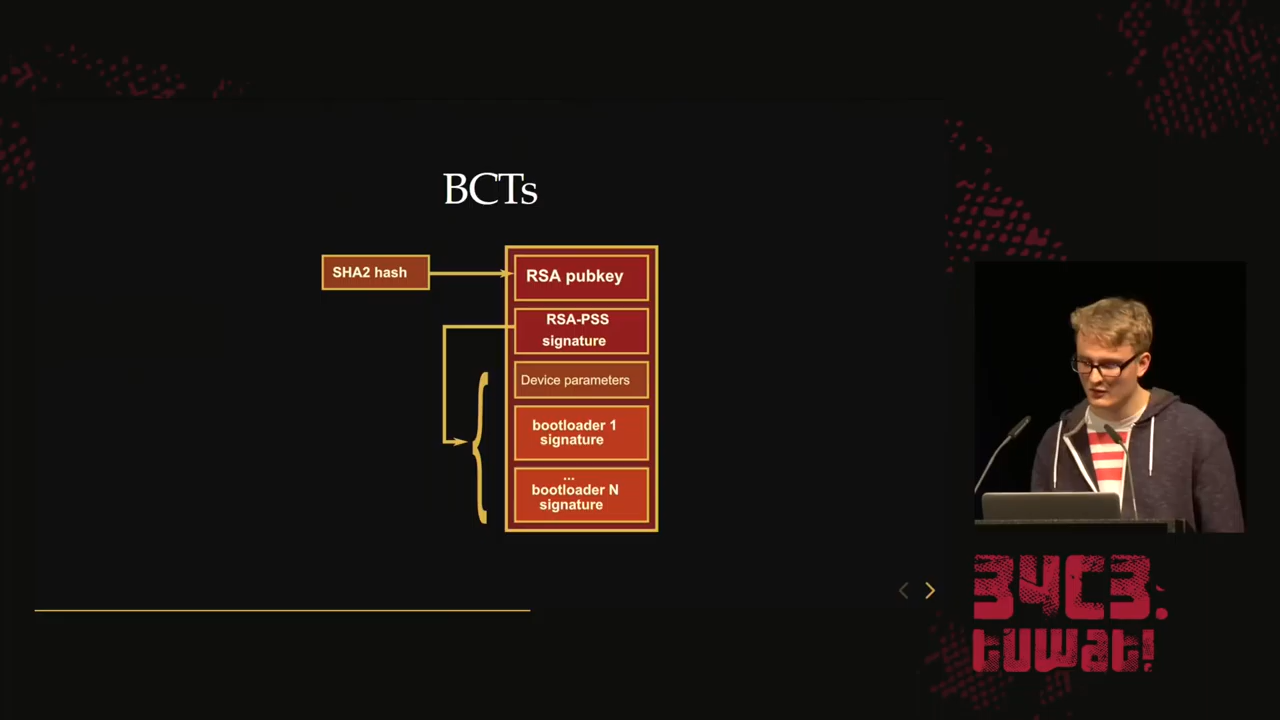 BCTs
SHA2 hash
RSA pubkey
RSA-PSS
signature
Device parameters
bootloader 1
signature
...
bootloader N
signature
34C3.
tuwat!